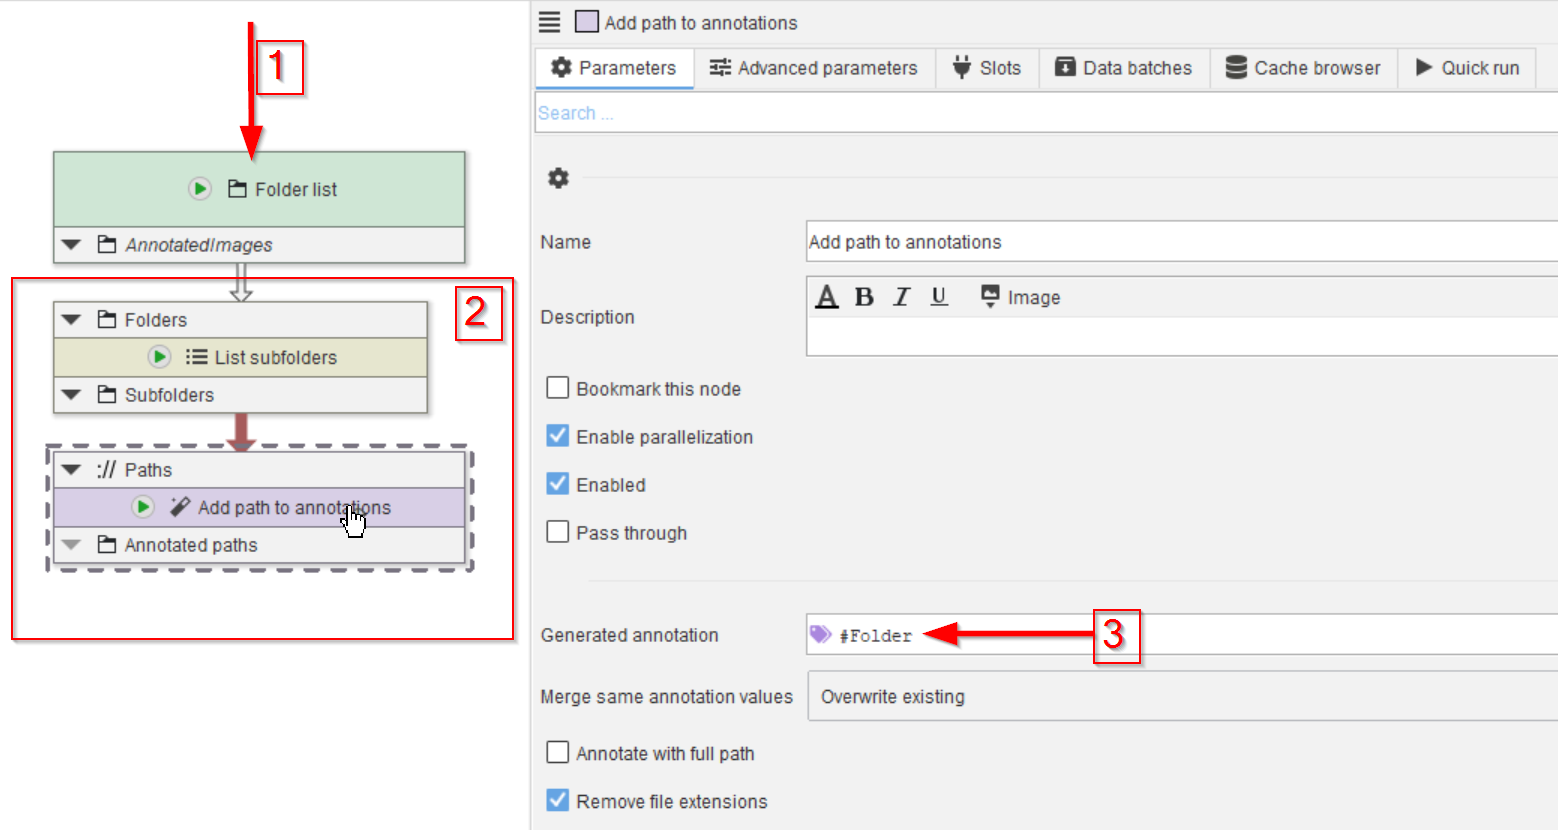 1
Folder list
AnnotatedImages
2
Folders
List subfolders
Subfolders
:// Paths
Add path to annotations
Annotated paths
Add path to annotations
Parameters
Advanced parameters
Slots
Data batches
Cache browser
Quick run
Search ...
Name
Add path to annotations
Description
A B I U Image
Bookmark this node
Enable parallelization
Enabled
Pass through
Generated annotation
#Folder
3
Merge same annotation values
Overwrite existing
Annotate with full path
Remove file extensions